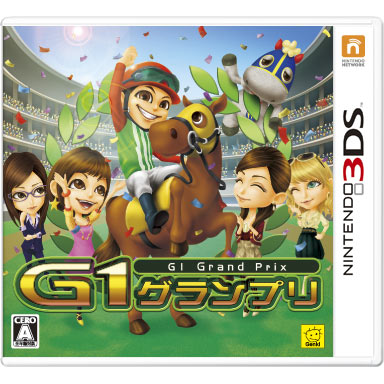 NINTENDO
NETWORK
NINTENDO 3DS
G1 Grand Prix
G1グランプリ
CERO
A
Genki